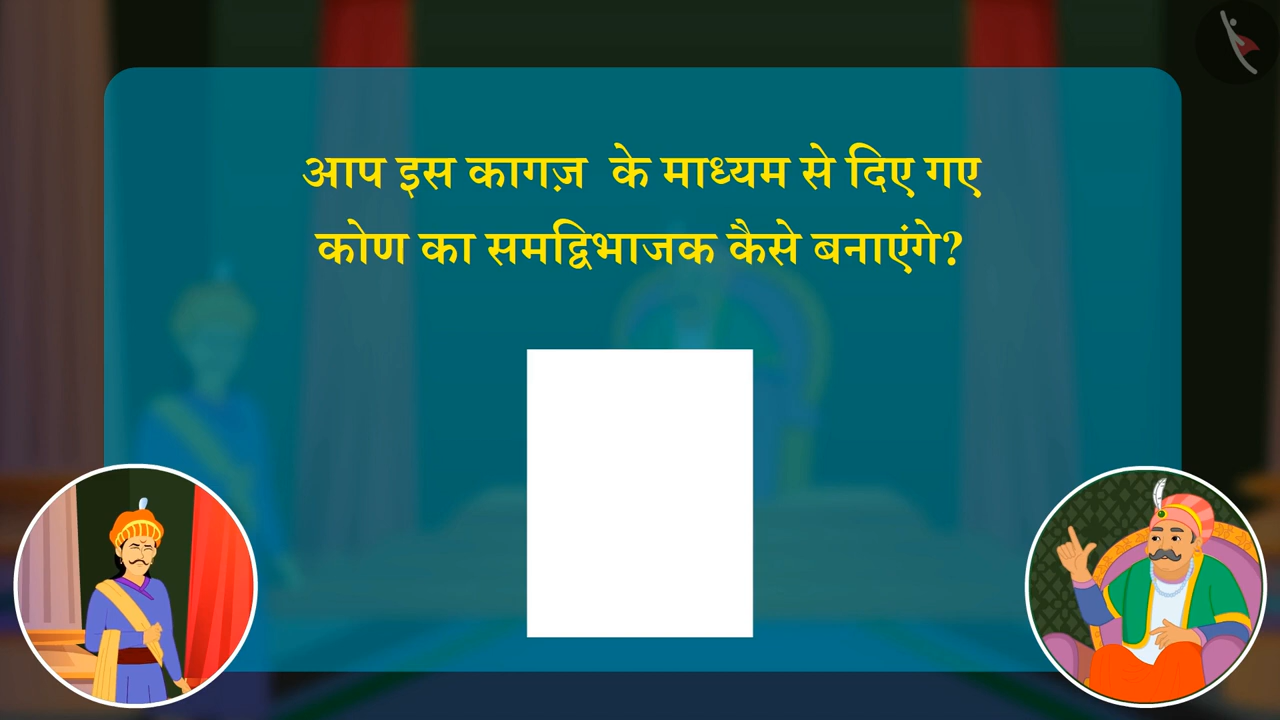 आप इस कागज़ के माध्यम से दिए गए
कोण का समद्विभाजक कैसे बनाएंगे?